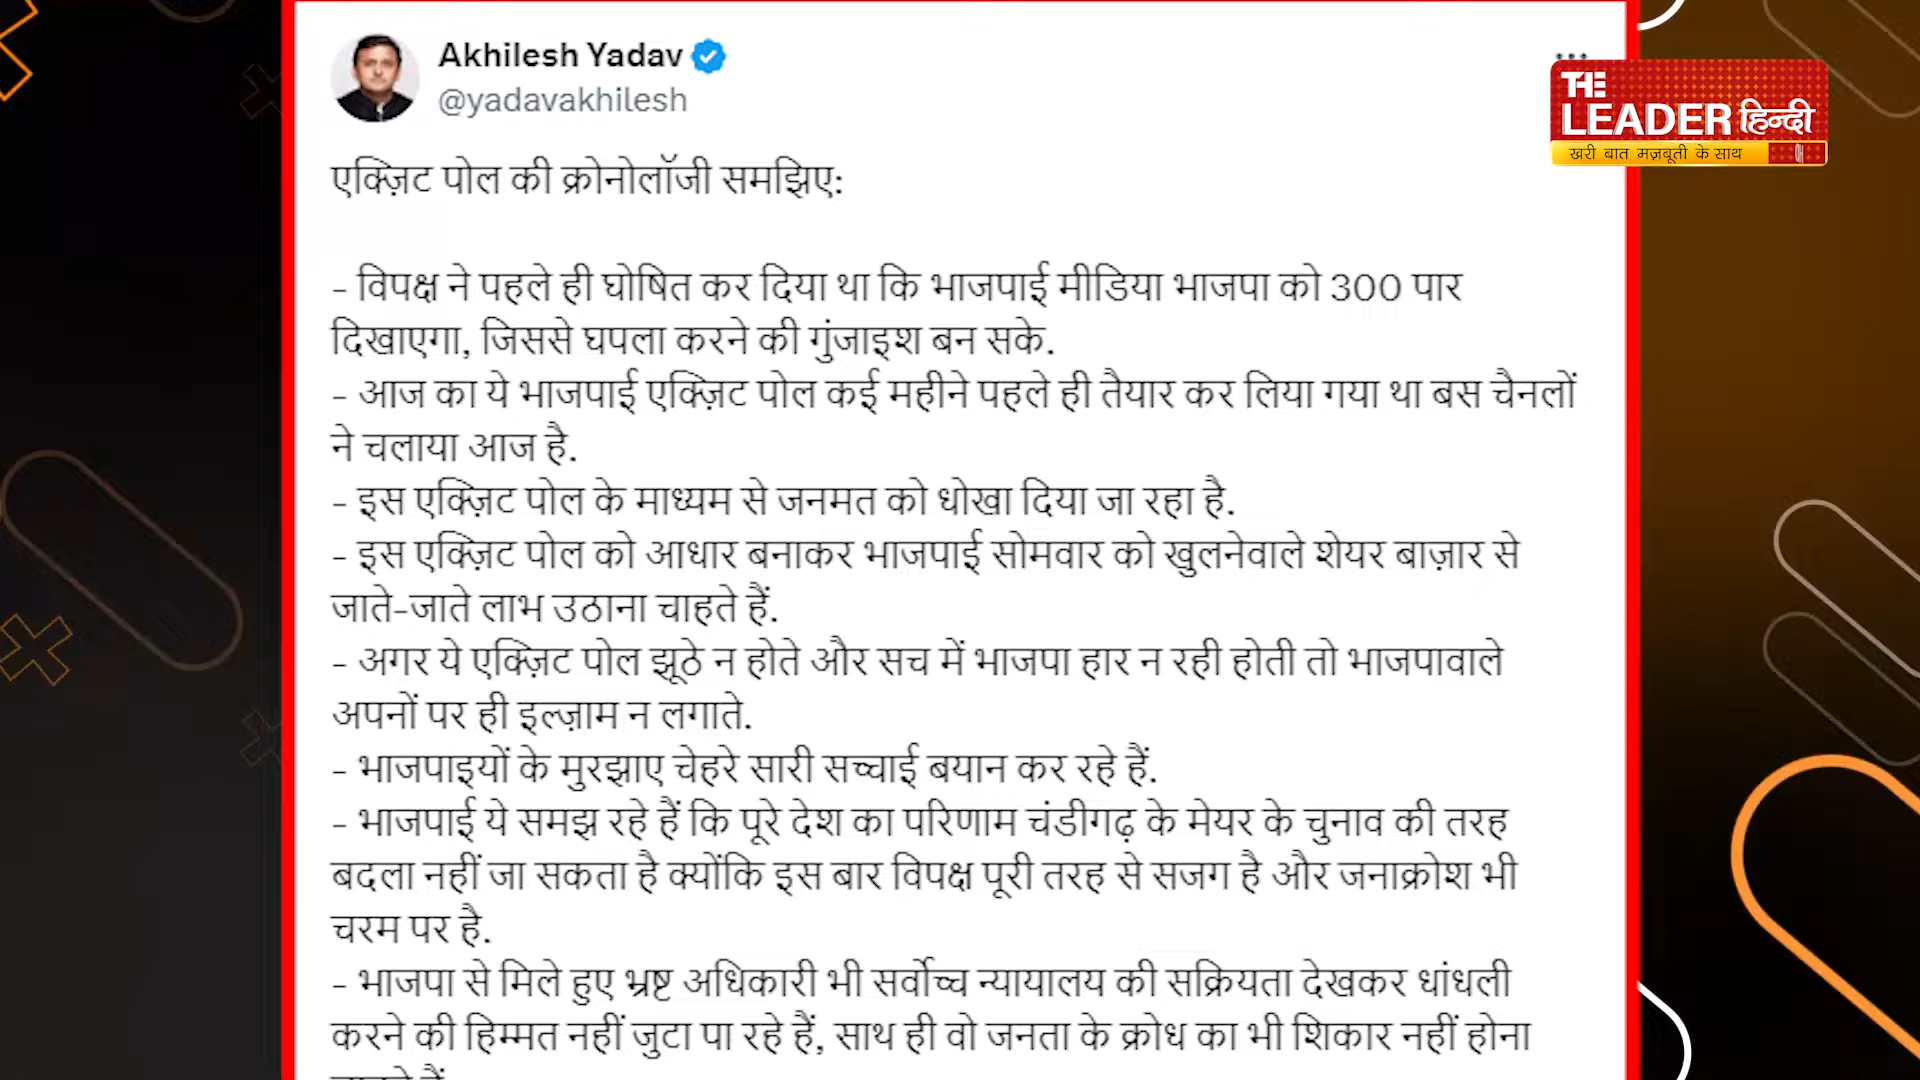 Akhilesh Yadav
@yadavakhilesh
THE
LEADER हिन्दी
खरी बात मज़बूती के साथ
एक्ज़िट पोल की क्रोनोलॉजी समझिए:
- विपक्ष ने पहले ही घोषित कर दिया था कि भाजपाई मीडिया भाजपा को 300 पार
दिखाएगा, जिससे घपला करने की गुंजाइश बन सके.
- आज का ये भाजपाई एक्ज़िट पोल कई महीने पहले ही तैयार कर लिया गया था बस चैनलों
ने चलाया आज है.
- इस एक्ज़िट पोल के माध्यम से जनमत को धोखा दिया जा रहा है.
- इस एक्ज़िट पोल को आधार बनाकर भाजपाई सोमवार को खुलनेवाले शेयर बाज़ार से
जाते-जाते लाभ उठाना चाहते हैं.
- अगर ये एक्ज़िट पोल झूठे न होते और सच में भाजपा हार न रही होती तो भाजपावाले
अपनों पर ही इल्ज़ाम न लगाते.
- भाजपाइयों के मुरझाए चेहरे सारी सच्चाई बयान कर रहे हैं.
- भाजपाई ये समझ रहे हैं कि पूरे देश का परिणाम चंडीगढ़ के मेयर के चुनाव की तरह
बदला नहीं जा सकता है क्योंकि इस बार विपक्ष पूरी तरह से सजग है और जनाक्रोश भी
चरम पर है.
- भाजपा से मिले हुए भ्रष्ट अधिकारी भी सर्वोच्च न्यायालय की सक्रियता देखकर धांधली
करने की हिम्मत नहीं जुटा पा रहे हैं, साथ ही वो जनता के क्रोध का भी शिकार नहीं होना